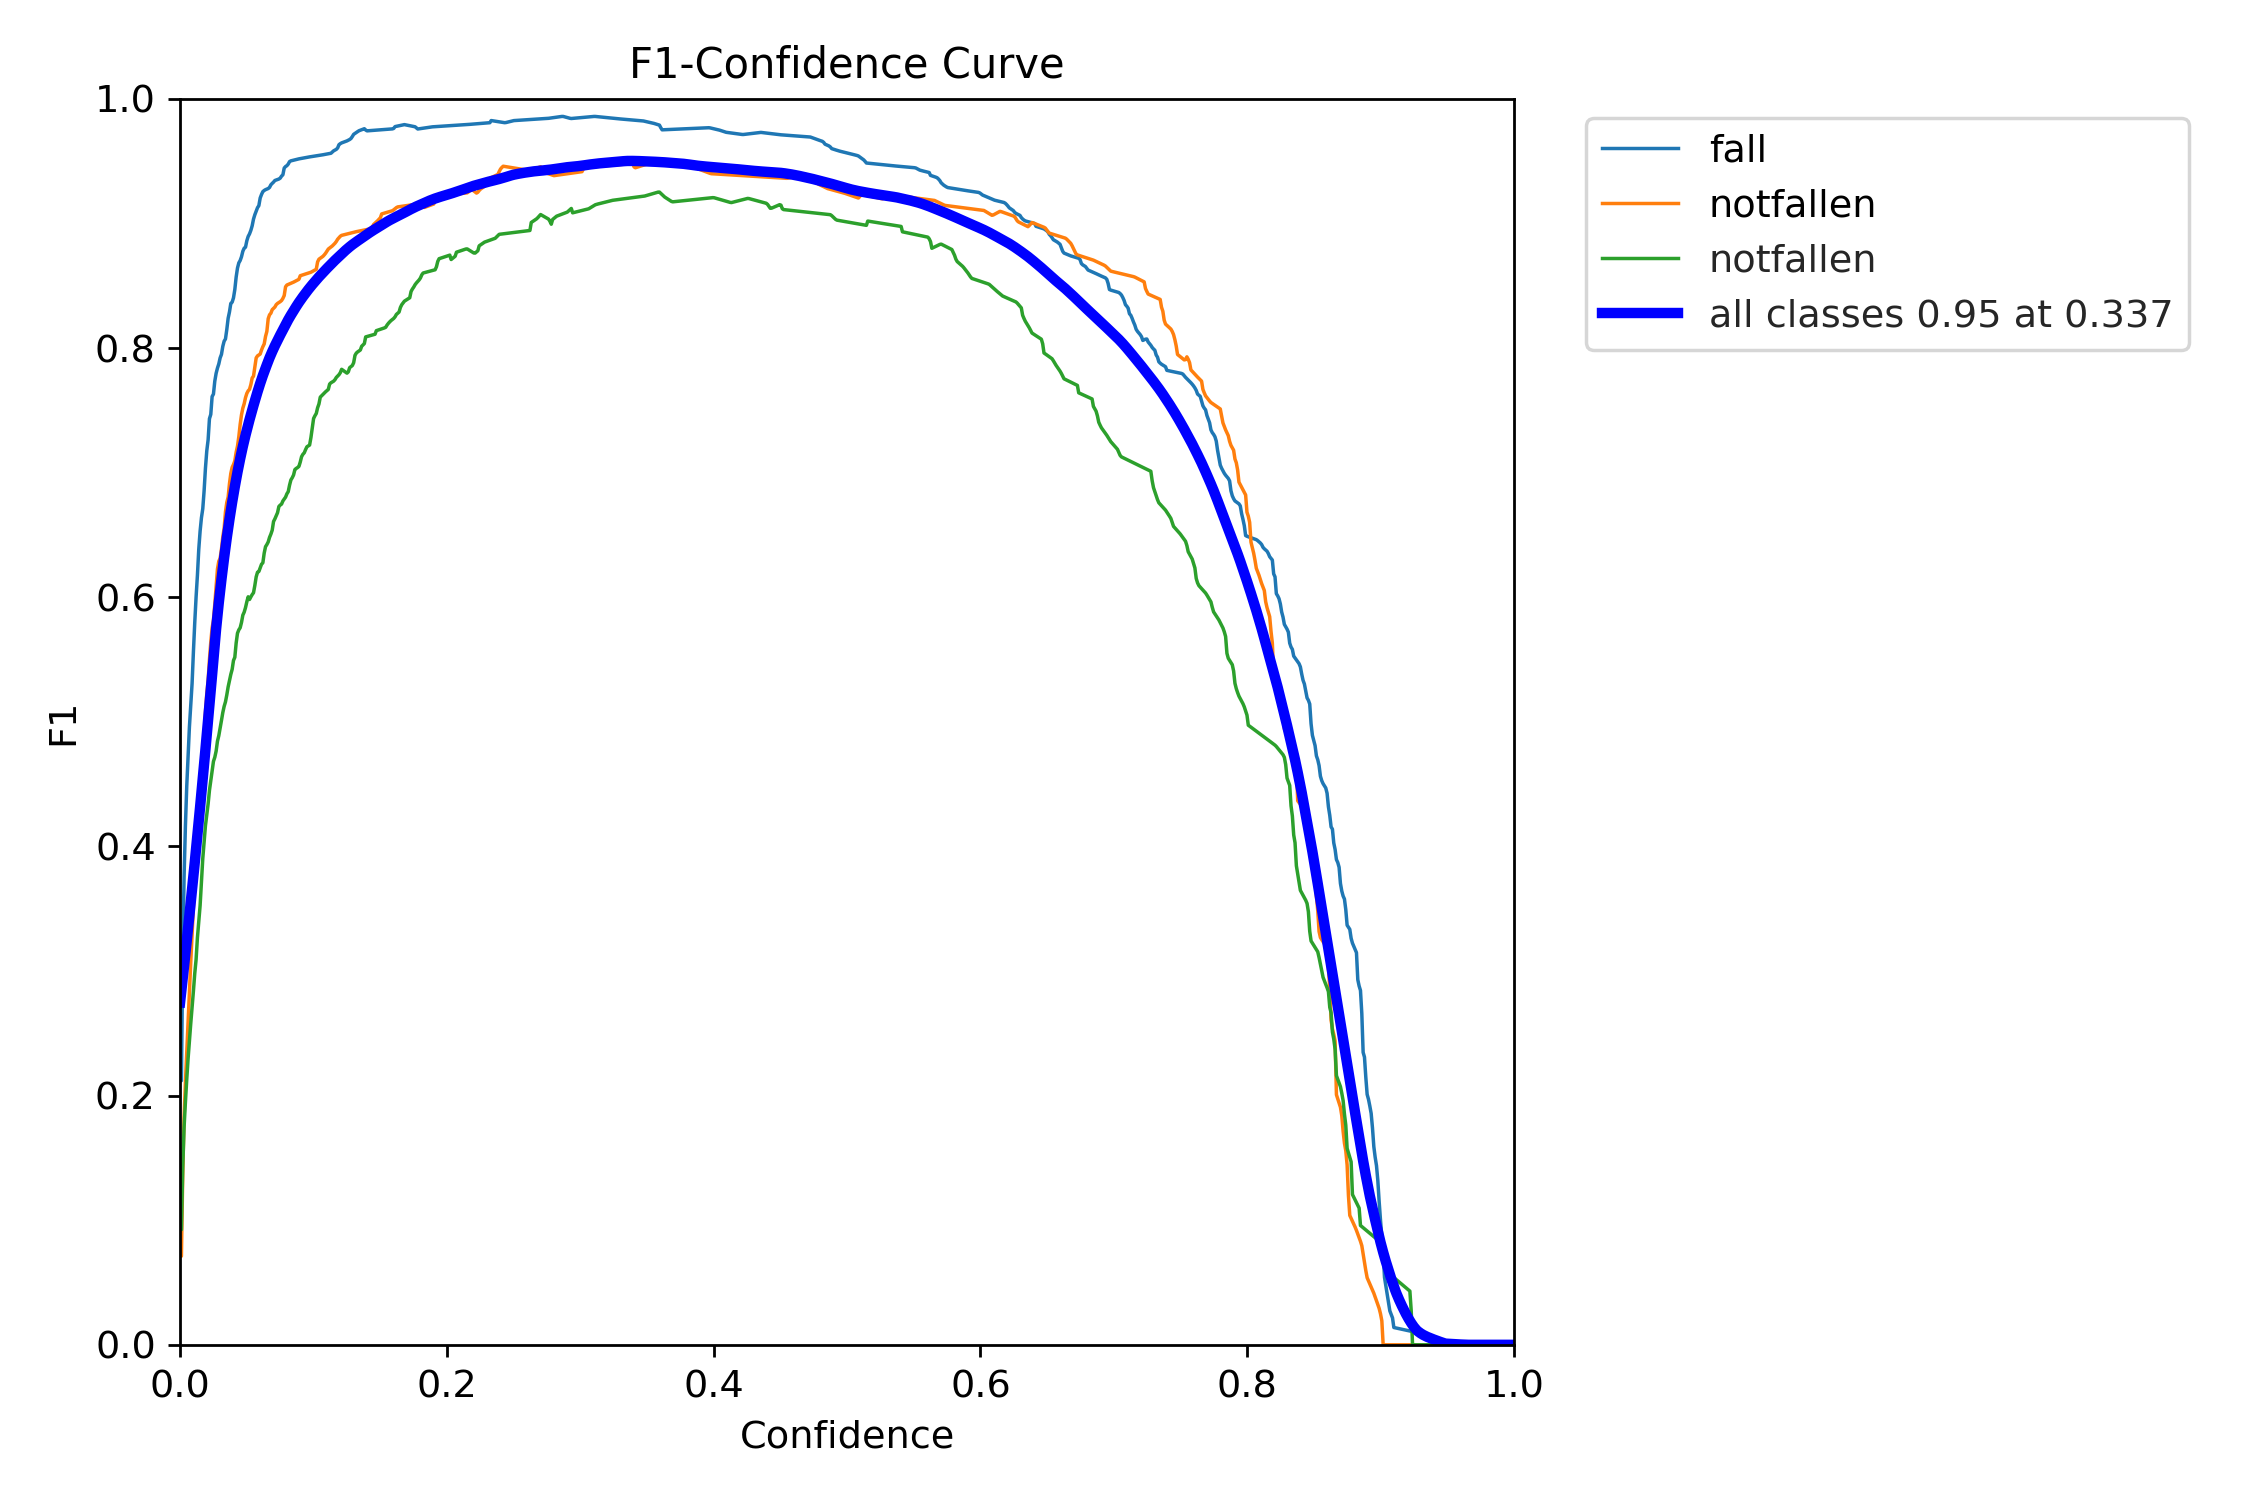 F1-Confidence Curve
1.0
0.8
0.6
0.4
0.2
0.0
F1
0.0 0.2 0.4 0.6 0.8 1.0
Confidence
fall
notfallen
notfallen
all classes 0.95 at 0.337